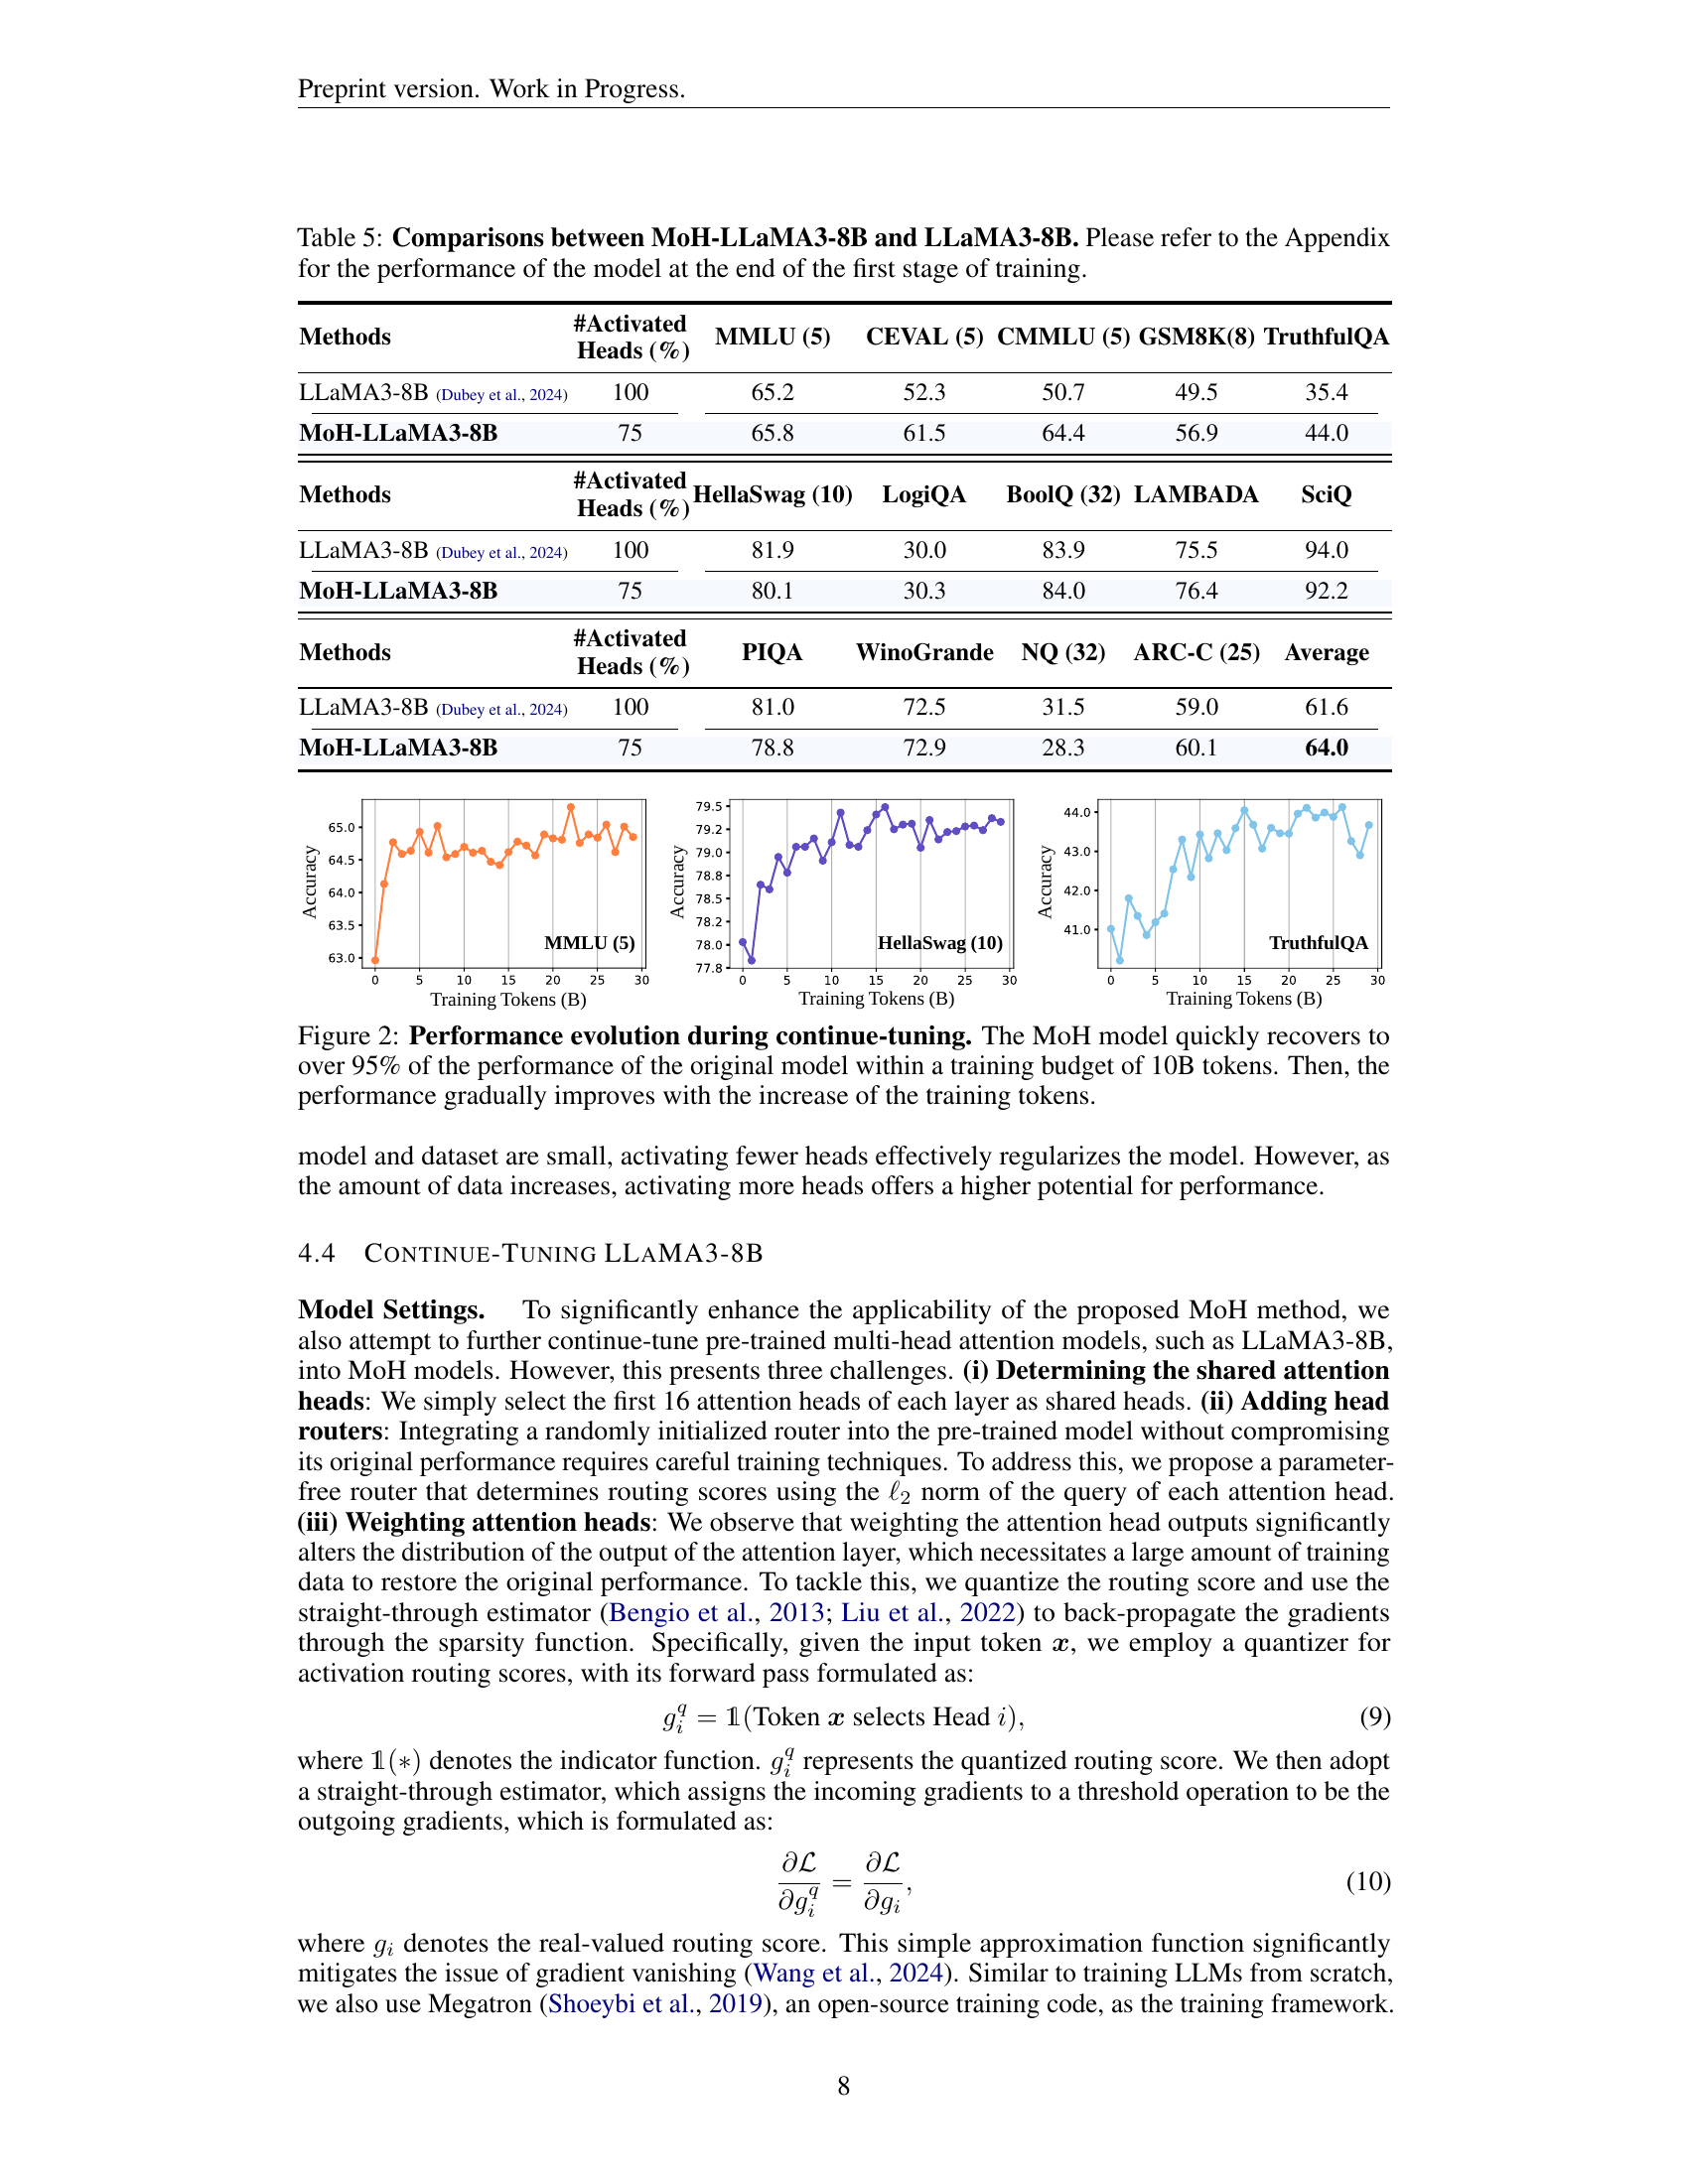 Preprint version. Work in Progress.
Table 5: Comparisons between MoH-LLaMA3-8B and LLaMA3-8B. Please refer to the Appendix
for the performance of the model at the end of the first stage of training.
Methods #Activated Heads (%) MMLU (5) CEVAL (5) CMMLU (5) GSM8K(8) TruthfulQA
LLaMA3-8B (Dubey et al., 2024) 100 65.2 52.3 50.7 49.5 35.4
MoH-LLaMA3-8B 75 65.8 61.5 64.4 56.9 44.0
Methods #Activated Heads (%) HellaSwag (10) LogiQA BoolQ (32) LAMBADA SciQ
LLaMA3-8B (Dubey et al., 2024) 100 81.9 30.0 83.9 75.5 94.0
MoH-LLaMA3-8B 75 80.1 30.3 84.0 76.4 92.2
Methods #Activated Heads (%) PIQA WinoGrande NQ (32) ARC-C (25) Average
LLaMA3-8B (Dubey et al., 2024) 100 81.0 72.5 31.5 59.0 61.6
MoH-LLaMA3-8B 75 78.8 72.9 28.3 60.1 64.0
Accuracy
65.0
64.5
64.0
63.5
63.0
MMLU (5)
0 5 10 15 20 25 30
Training Tokens (B)
Accuracy
79.5
79.2
79.0
78.8
78.5
78.2
78.0
77.8
HellaSwag (10)
0 5 10 15 20 25 30
Training Tokens (B)
Accuracy
44.0
43.0
42.0
41.0
TruthfulQA
0 5 10 15 20 25 30
Training Tokens (B)
Figure 2: Performance evolution during continue-tuning. The MoH model quickly recovers to
over 95% of the performance of the original model within a training budget of 10B tokens. Then, the
performance gradually improves with the increase of the training tokens.
model and dataset are small, activating fewer heads effectively regularizes the model. However, as
the amount of data increases, activating more heads offers a higher potential for performance.
4.4 CONTINUE-TUNING LLAMA3-8B
Model Settings. To significantly enhance the applicability of the proposed MoH method, we
also attempt to further continue-tune pre-trained multi-head attention models, such as LLaMA3-8B,
into MoH models. However, this presents three challenges. (i) Determining the shared attention
heads: We simply select the first 16 attention heads of each layer as shared heads. (ii) Adding head
routers: Integrating a randomly initialized router into the pre-trained model without compromising
its original performance requires careful training techniques. To address this, we propose a parameter-
free router that determines routing scores using the ℓ₂ norm of the query of each attention head.
(iii) Weighting attention heads: We observe that weighting the attention head outputs significantly
alters the distribution of the output of the attention layer, which necessitates a large amount of training
data to restore the original performance. To tackle this, we quantize the routing score and use the
straight-through estimator (Bengio et al., 2013; Liu et al., 2022) to back-propagate the gradients
through the sparsity function. Specifically, given the input token x, we employ a quantizer for
activation routing scores, with its forward pass formulated as:
g_i^q = 𝟙(Token x selects Head i), (9)
where 𝟙(∗) denotes the indicator function. g_i^q represents the quantized routing score. We then adopt
a straight-through estimator, which assigns the incoming gradients to a threshold operation to be the
outgoing gradients, which is formulated as:
∂ℒ/∂g_i^q = ∂ℒ/∂g_i, (10)
where g_i denotes the real-valued routing score. This simple approximation function significantly
mitigates the issue of gradient vanishing (Wang et al., 2024). Similar to training LLMs from scratch,
we also use Megatron (Shoeybi et al., 2019), an open-source training code, as the training framework.
8